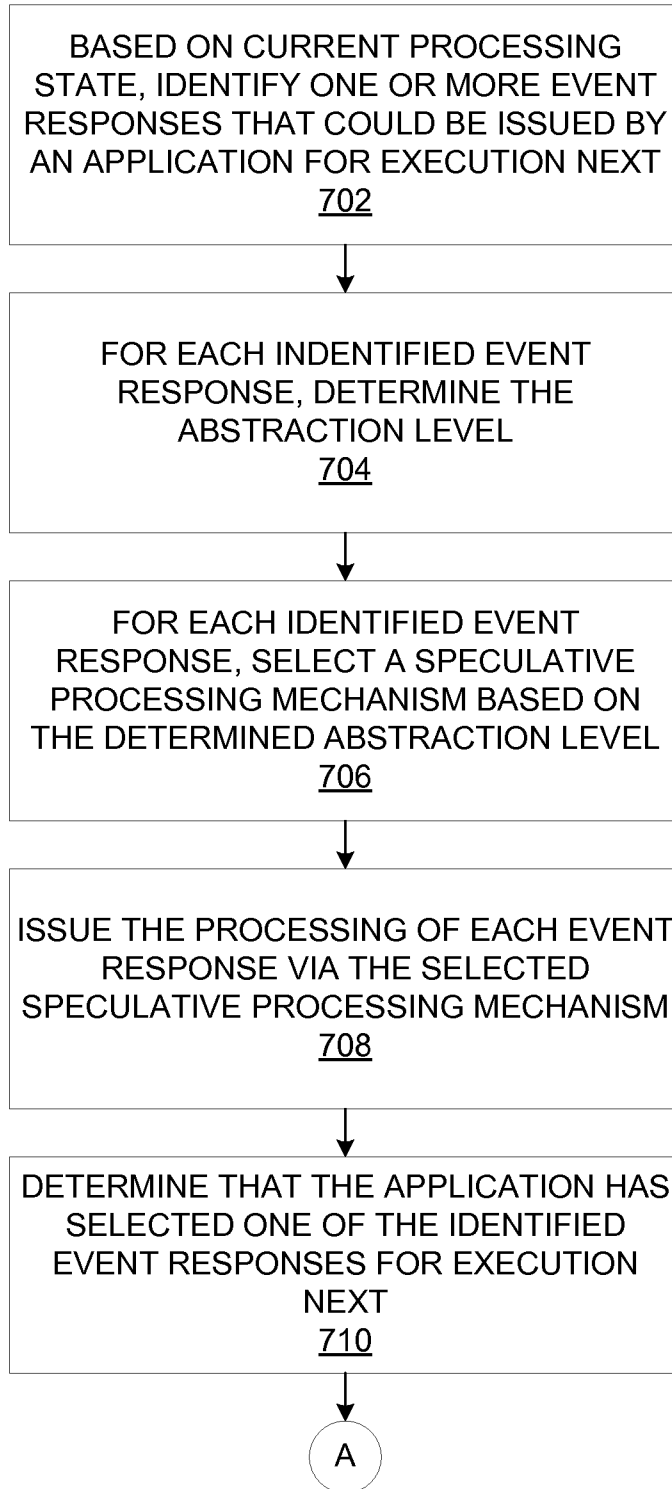 BASED ON CURRENT PROCESSING
STATE, IDENTIFY ONE OR MORE EVENT
RESPONSES THAT COULD BE ISSUED BY
AN APPLICATION FOR EXECUTION NEXT
702
FOR EACH INDENTIFIED EVENT
RESPONSE, DETERMINE THE
ABSTRACTION LEVEL
704
FOR EACH IDENTIFIED EVENT
RESPONSE, SELECT A SPECULATIVE
PROCESSING MECHANISM BASED ON
THE DETERMINED ABSTRACTION LEVEL
706
ISSUE THE PROCESSING OF EACH EVENT
RESPONSE VIA THE SELECTED
SPECULATIVE PROCESSING MECHANISM
708
DETERMINE THAT THE APPLICATION HAS
SELECTED ONE OF THE IDENTIFIED
EVENT RESPONSES FOR EXECUTION
NEXT
710
A